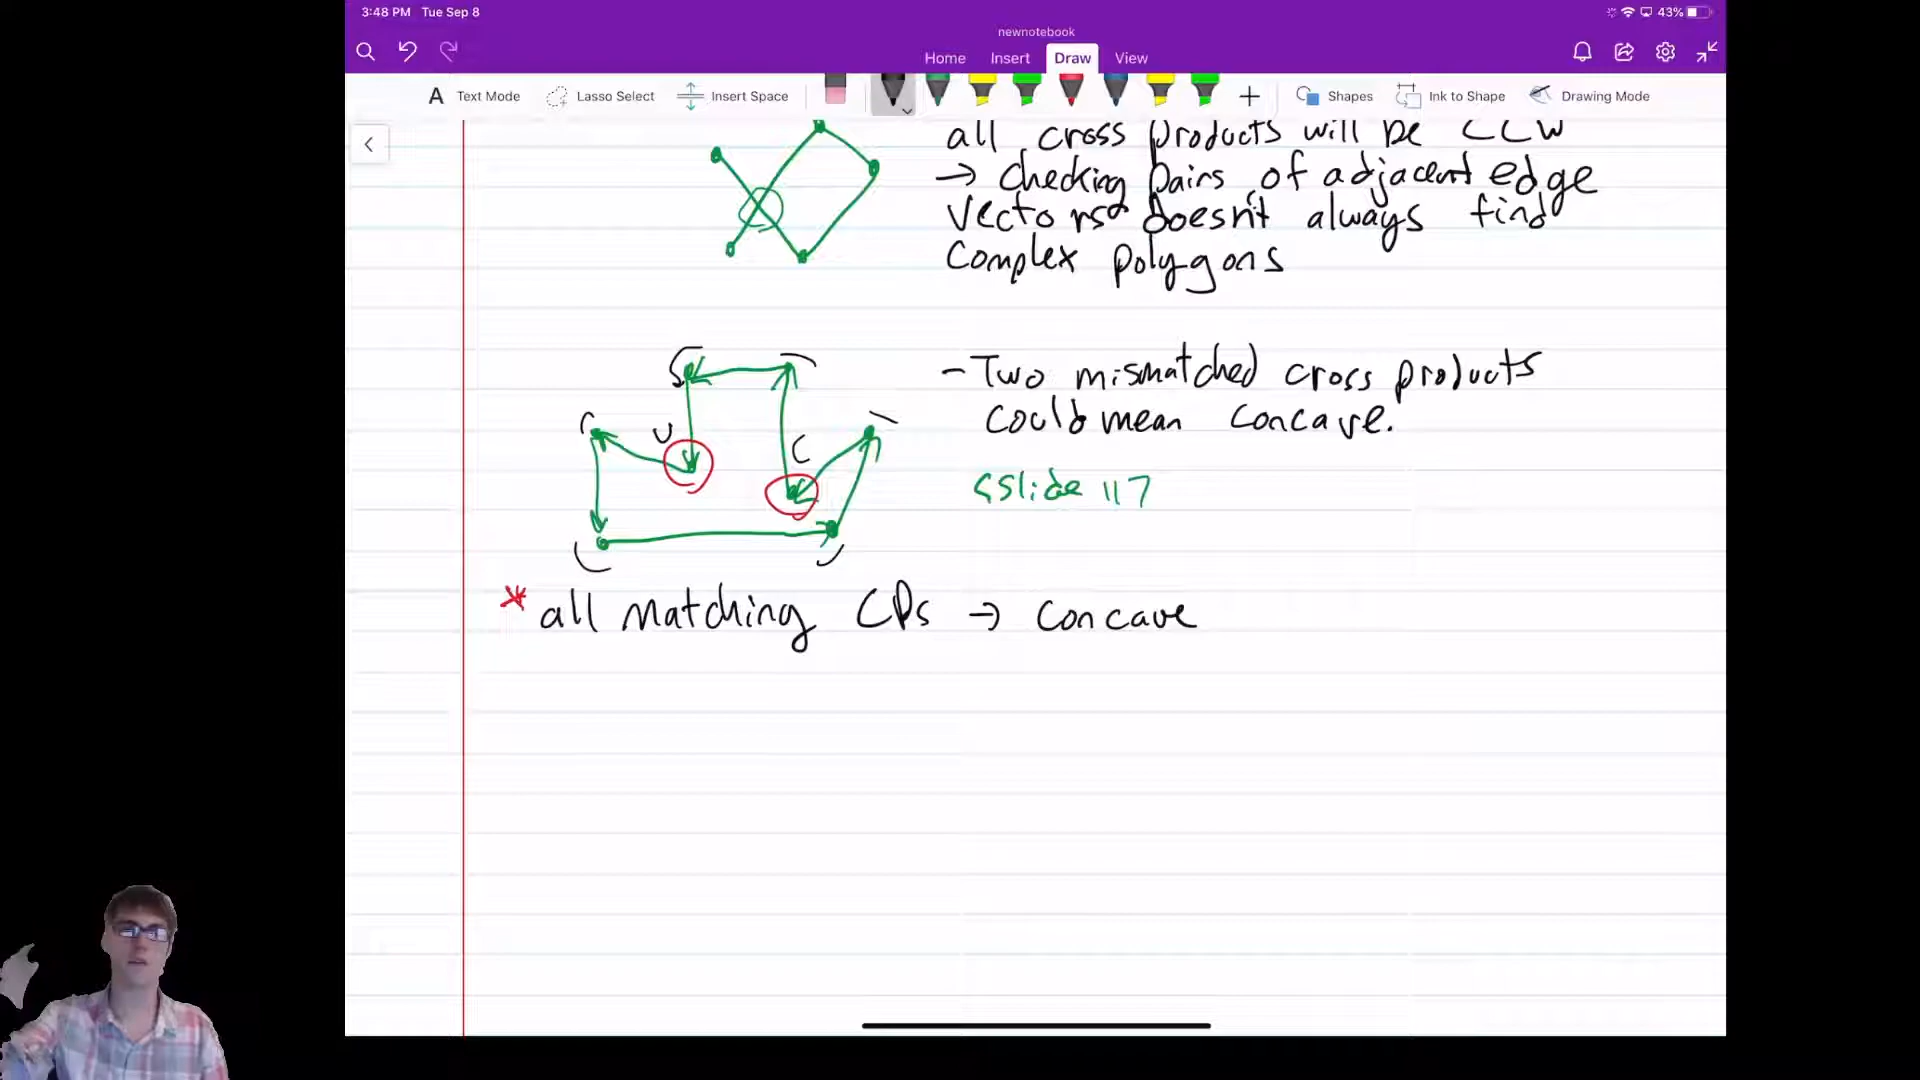 3:48 PM Tue Sep 8
43%
newnotebook
Home Insert Draw View
A Text Mode Lasso Select Insert Space Shapes Ink to Shape Drawing Mode
all cross products will be CCW
→ checking pairs of adjacent edge
vectors doesn't always find
complex polygons
- Two mismatched cross products
could mean concave.
slide 117
* all matching CPs → concave